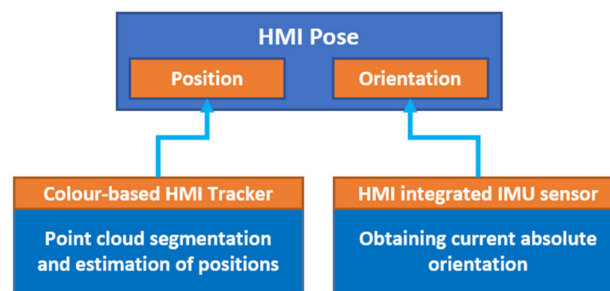 HMI Pose
Position
Orientation
Colour-based HMI Tracker
Point cloud segmentation
and estimation of positions
HMI integrated IMU sensor
Obtaining current absolute
orientation